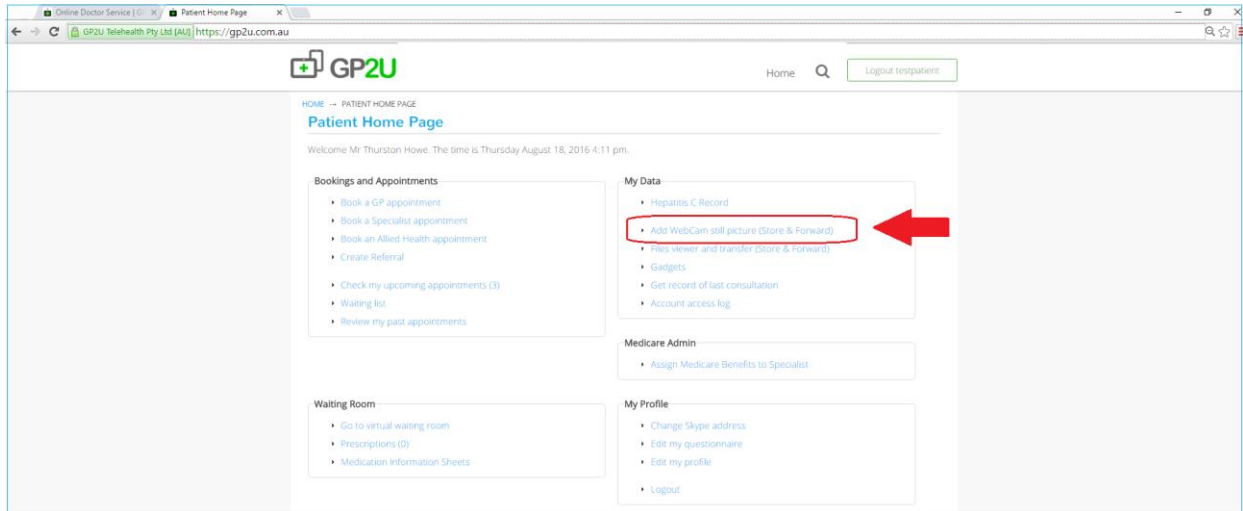 Online Doctor Service | GP
Patient Home Page
GP2U Telehealth Pty Ltd [AU] https://gp2u.com.au
GP2U
Home
Logout testpatient
HOME → PATIENT HOME PAGE
Patient Home Page
Welcome Mr Thurston Howe. The time is Thursday August 18, 2016 4:11 pm.
Bookings and Appointments
Book a GP appointment
Book a Specialist appointment
Book an Allied Health appointment
Create Referral
Check my upcoming appointments (3)
Waiting list
Review my past appointments
My Data
Hepatitis C Record
Add WebCam still picture (Store & Forward)
Files viewer and transfer (Store & Forward)
Gadgets
Get record of last consultation
Account access log
Medicare Admin
Assign Medicare Benefits to Specialist
Waiting Room
Go to virtual waiting room
Prescriptions (0)
Medication Information Sheets
My Profile
Change Skype address
Edit my questionnaire
Edit my profile
Logout